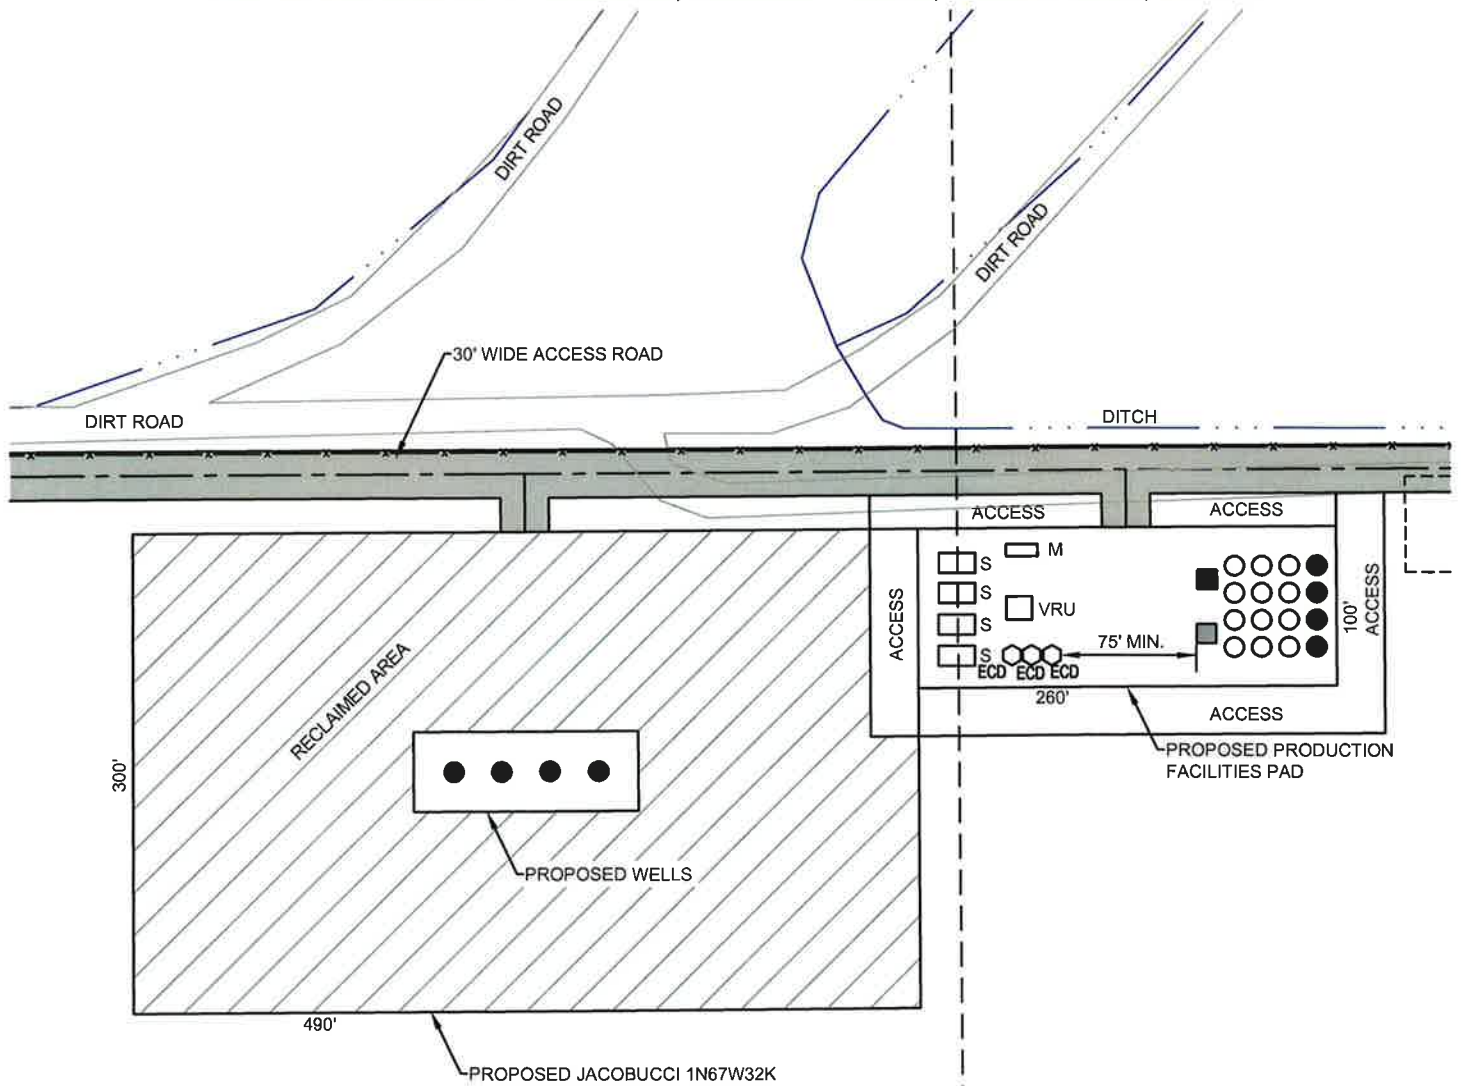 DIRT ROAD
DIRT ROAD
30' WIDE ACCESS ROAD
DIRT ROAD
DITCH
ACCESS
ACCESS
S
M
S
VRU
S
S
ECD
ECD
ECD
75' MIN.
100'
ACCESS
ACCESS
260'
ACCESS
RECLAIMED AREA
PROPOSED PRODUCTION
FACILITIES PAD
300'
PROPOSED WELLS
490'
PROPOSED JACOBUCCI 1N67W32K